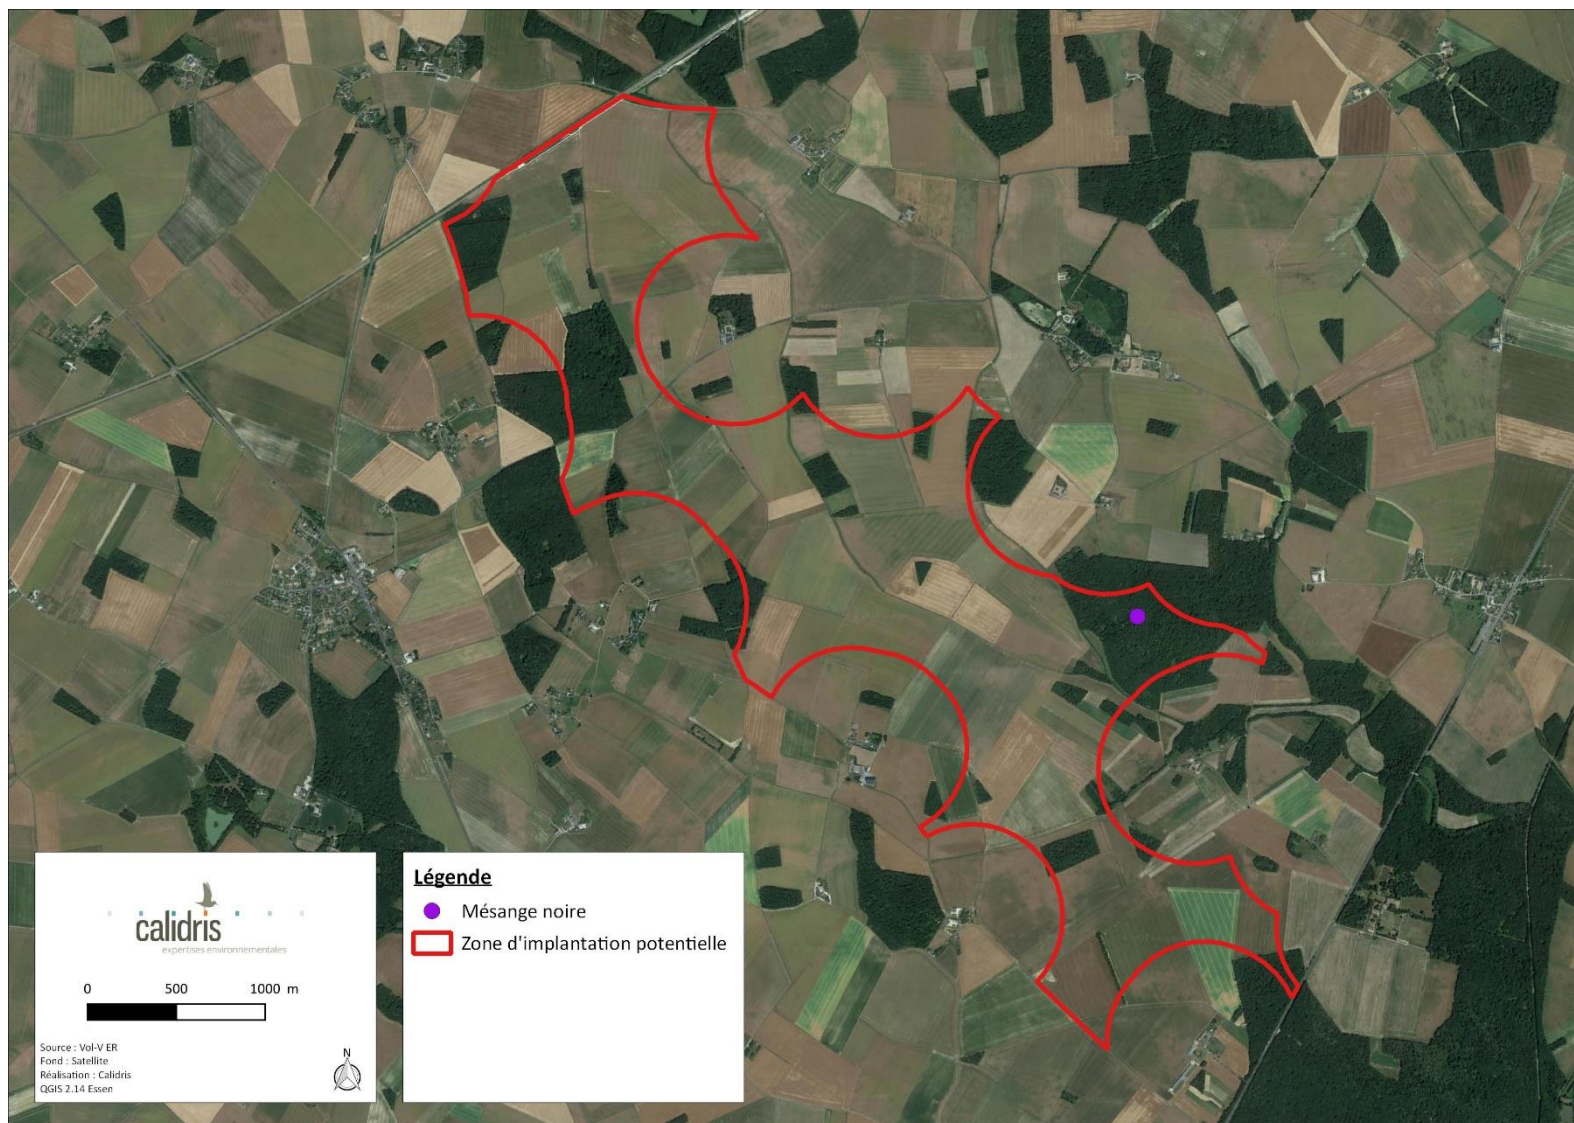 calidris
expertises environnementales
0 500 1000 m
Source : Vol-V ER
Fond : Satellite
Réalisation : Calidris
QGIS 2.14 Essen
N
Légende
Mésange noire
Zone d'implantation potentielle